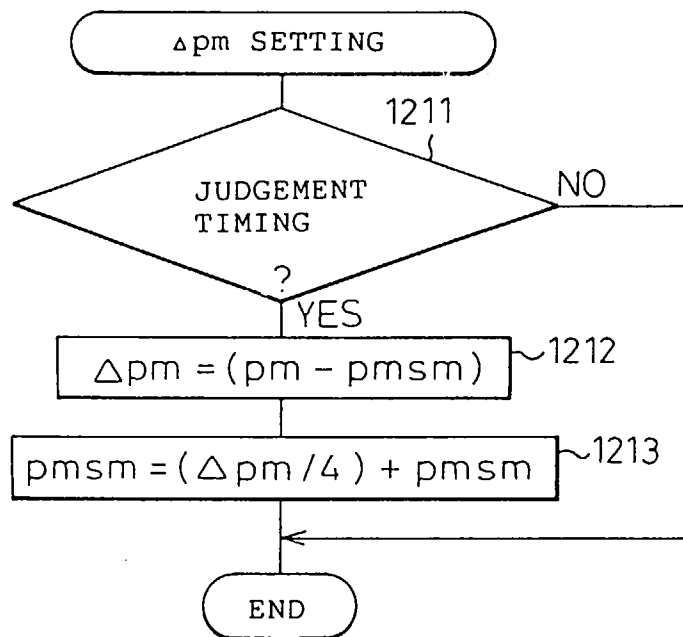 Δpm SETTING
1211
JUDGEMENT
TIMING
?
NO
YES
Δpm = (pm - pmsm)
1212
pmsm = (Δpm/4) + pmsm
1213
END